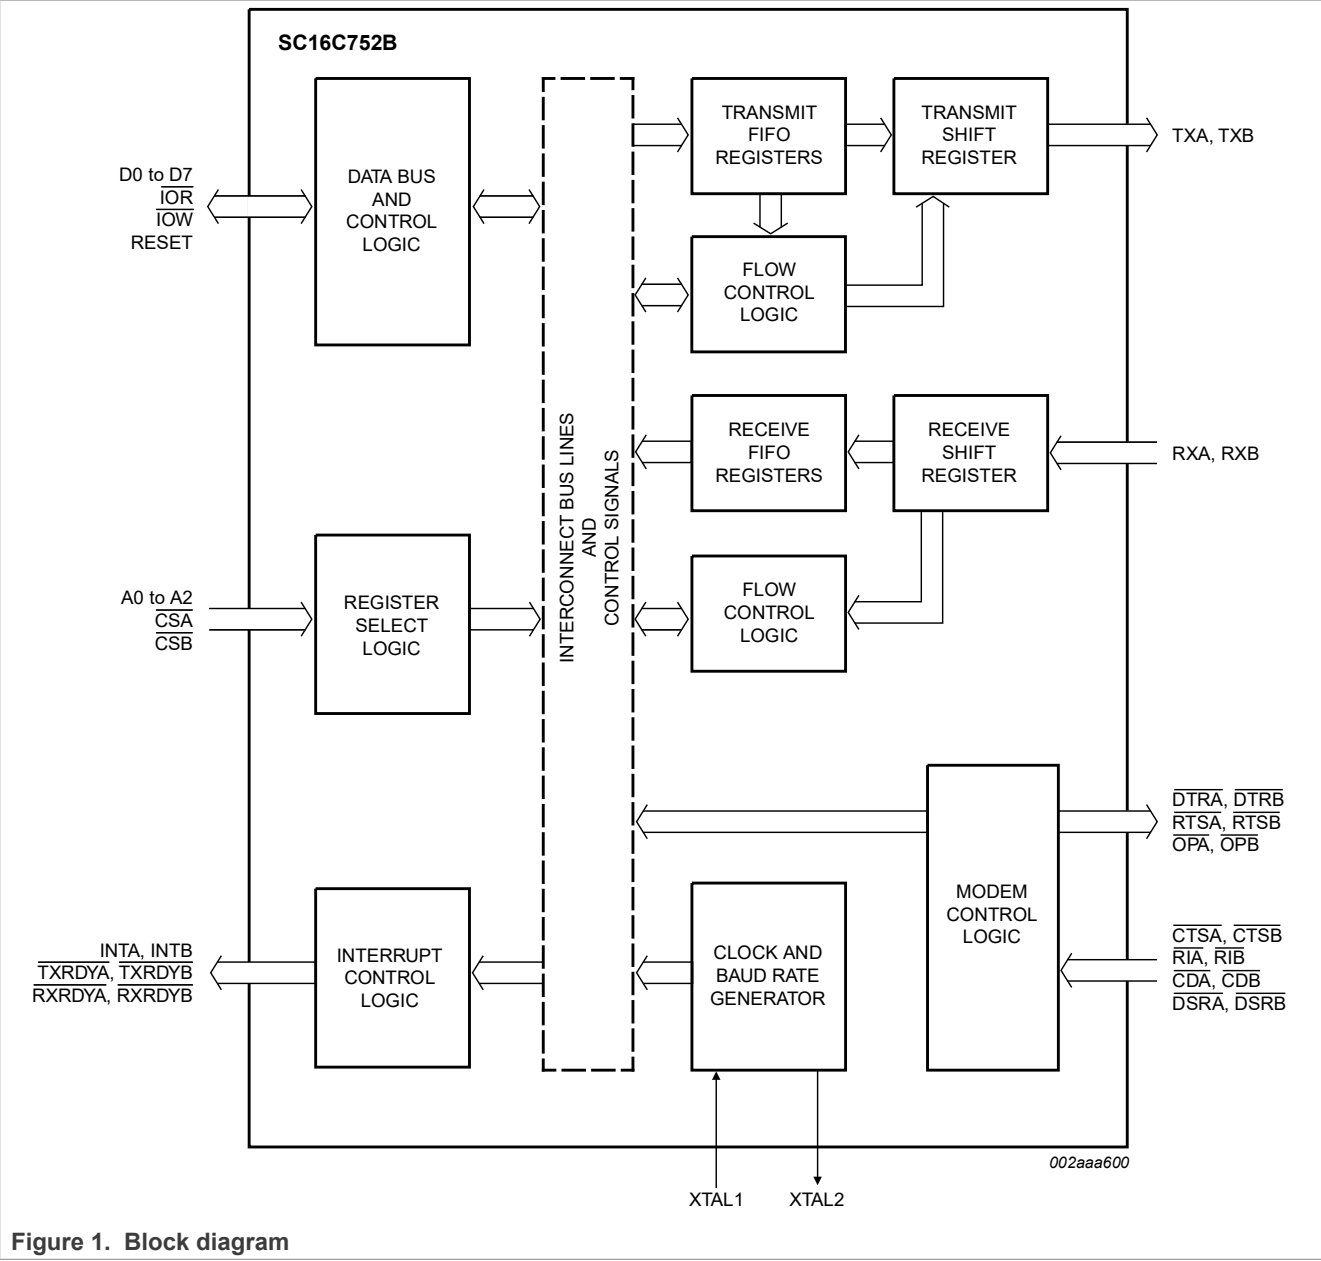 SC16C752B
D0 to D7
IOR
IOW
RESET
DATA BUS
AND
CONTROL
LOGIC
TRANSMIT
FIFO
REGISTERS
TRANSMIT
SHIFT
REGISTER
TXA, TXB
FLOW
CONTROL
LOGIC
INTERCONNECT BUS LINES
AND
CONTROL SIGNALS
RECEIVE
FIFO
REGISTERS
RECEIVE
SHIFT
REGISTER
RXA, RXB
A0 to A2
CSA
CSB
REGISTER
SELECT
LOGIC
FLOW
CONTROL
LOGIC
DTRA, DTRB
RTSA, RTSB
OPA, OPB
MODEM
CONTROL
LOGIC
CTSA, CTSB
RIA, RIB
CDA, CDB
DSRA, DSRB
INTA, INTB
TXRDYA, TXRDYB
RXRDYA, RXRDYB
INTERRUPT
CONTROL
LOGIC
CLOCK AND
BAUD RATE
GENERATOR
XTAL1
XTAL2
002aaa600
Figure 1. Block diagram